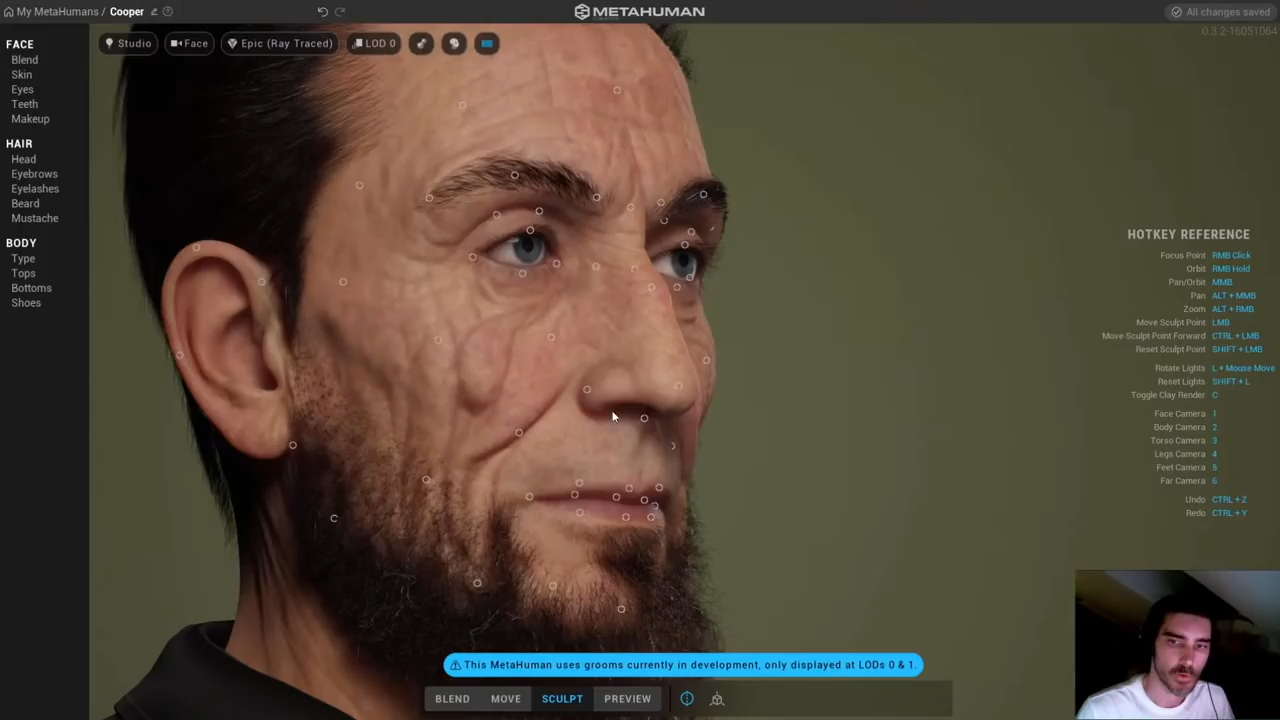 My MetaHumans / Cooper
METAHUMAN
All changes saved
0.3.2-16051064
Studio
Face
Epic (Ray Traced)
LOD 0
FACE
Blend
Skin
Eyes
Teeth
Makeup
HAIR
Head
Eyebrows
Eyelashes
Beard
Mustache
BODY
Type
Tops
Bottoms
Shoes
HOTKEY REFERENCE
Focus Point RMB Click
Orbit RMB Hold
Pan/Orbit MMB
Pan ALT + MMB
Zoom ALT + RMB
Move Sculpt Point LMB
Move Sculpt Point Forward CTRL + LMB
Reset Sculpt Point SHIFT + LMB
Rotate Lights L + Mouse Move
Reset Lights SHIFT + L
Toggle Clay Render C
Face Camera 1
Body Camera 2
Torso Camera 3
Legs Camera 4
Feet Camera 5
Far Camera 6
Undo CTRL + Z
Redo CTRL + Y
This MetaHuman uses grooms currently in development, only displayed at LODs 0 & 1.
BLEND
MOVE
SCULPT
PREVIEW